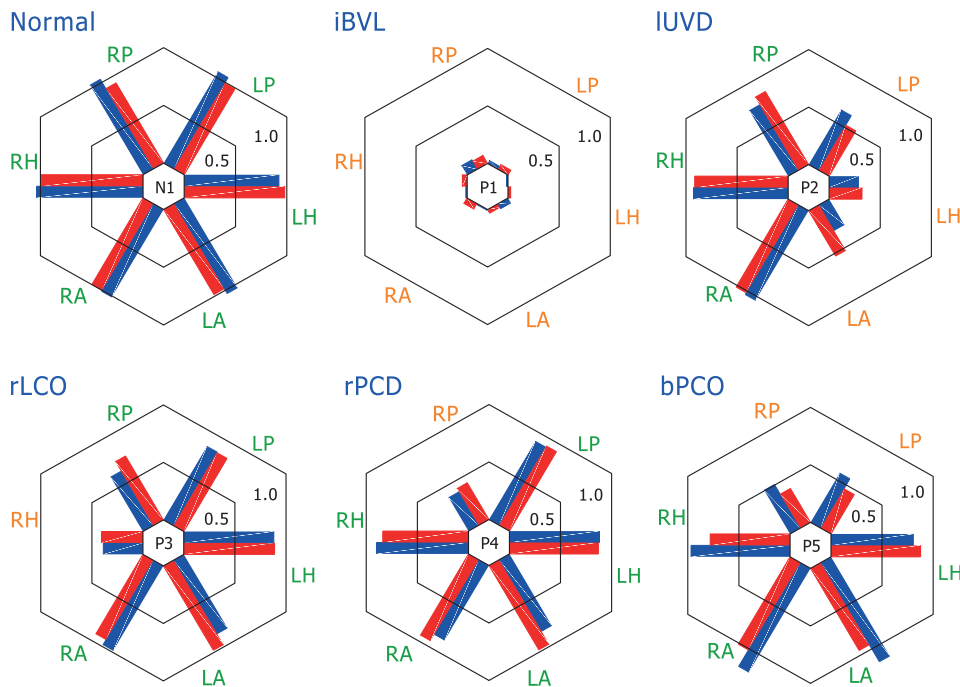 Normal
RP
LP
1.0
0.5
RH
N1
LH
RA
LA
iBVL
RP
LP
1.0
0.5
RH
P1
LH
RA
LA
lUVD
RP
LP
1.0
0.5
RH
P2
LH
RA
LA
rLCO
RP
LP
1.0
0.5
RH
P3
LH
RA
LA
rPCD
RP
LP
1.0
0.5
RH
P4
LH
RA
LA
bPCO
RP
LP
1.0
0.5
RH
P5
LH
RA
LA